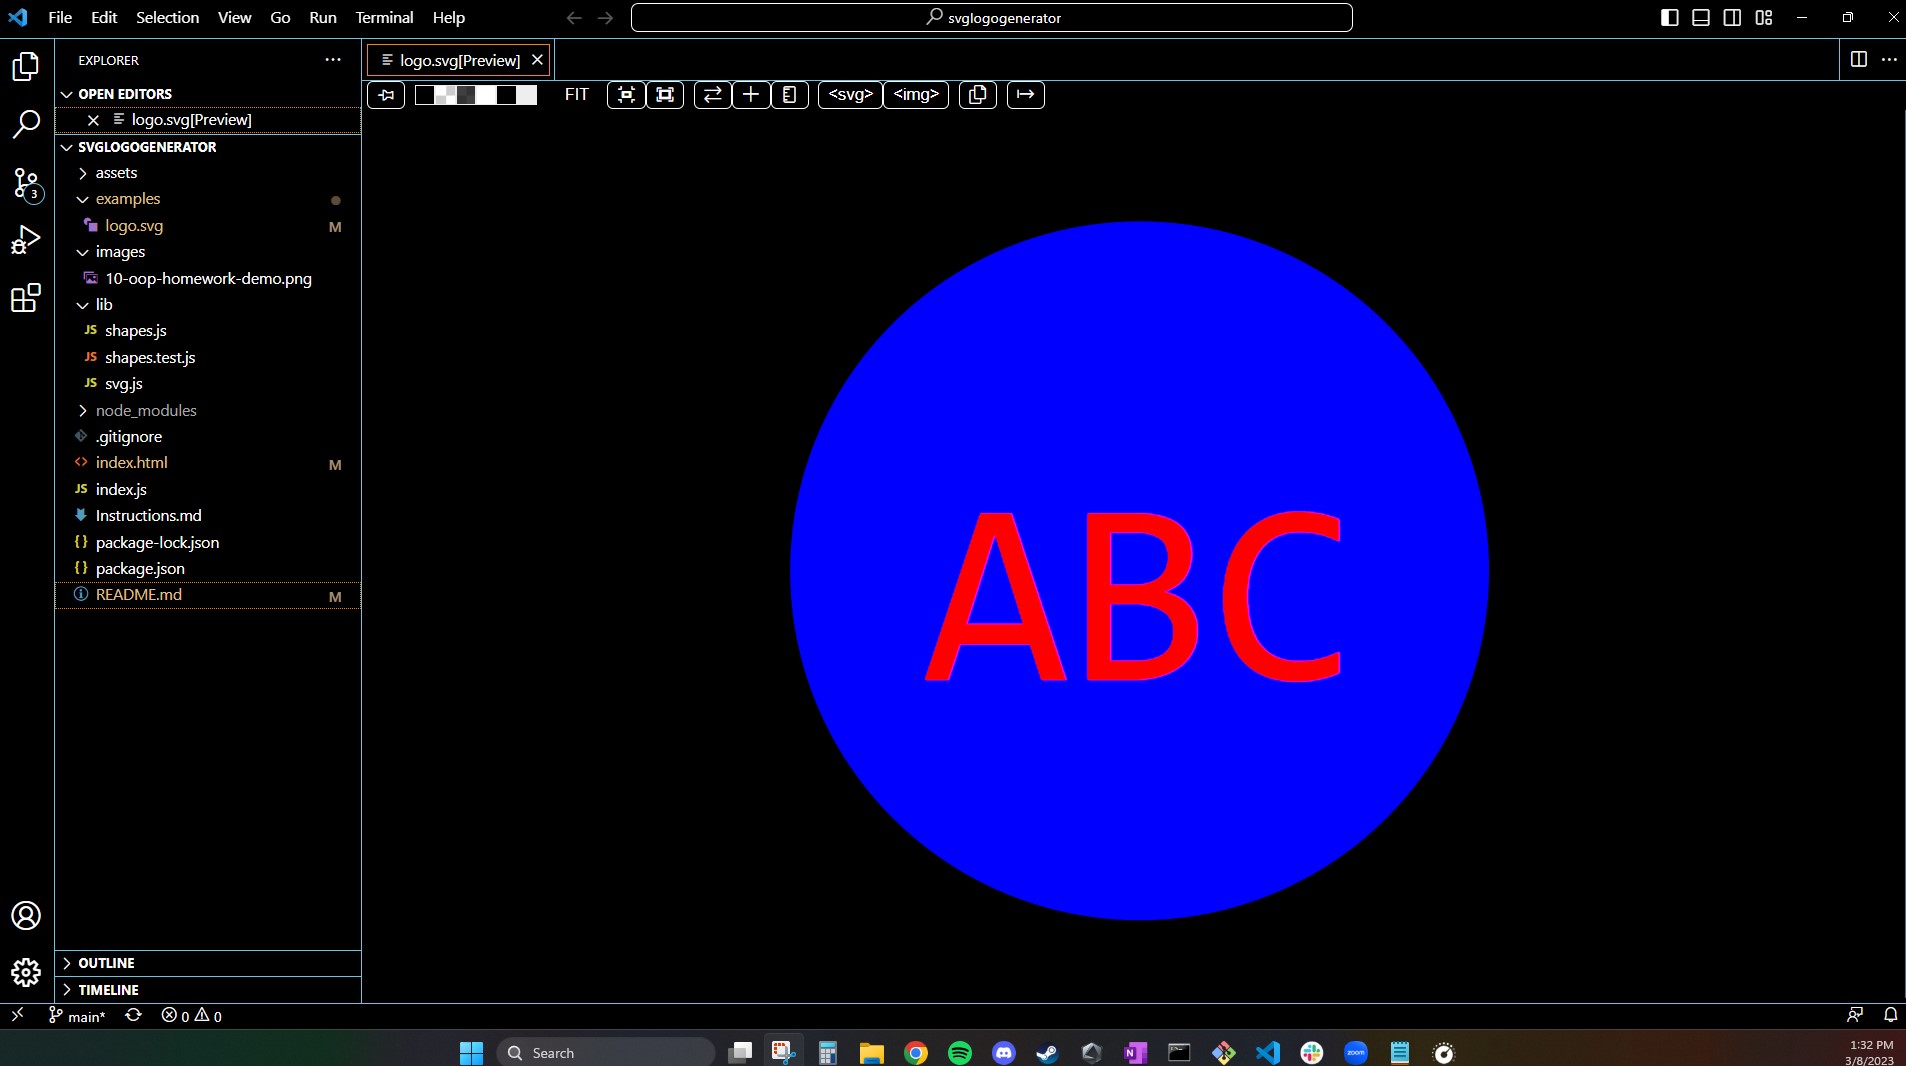 File Edit Selection View Go Run Terminal Help
svglogogenerator
EXPLORER
logo.svg[Preview]
OPEN EDITORS
FIT
<svg>
<img>
logo.svg[Preview]
SVGLOGOGENERATOR
assets
examples
logo.svg M
images
10-oop-homework-demo.png
lib
JS shapes.js
JS shapes.test.js
JS svg.js
node_modules
.gitignore
<> index.html M
JS index.js
Instructions.md
{} package-lock.json
{} package.json
README.md M
3
ABC
OUTLINE
TIMELINE
main* 0 0
Search
N
zoom
1:32 PM
3/8/2023